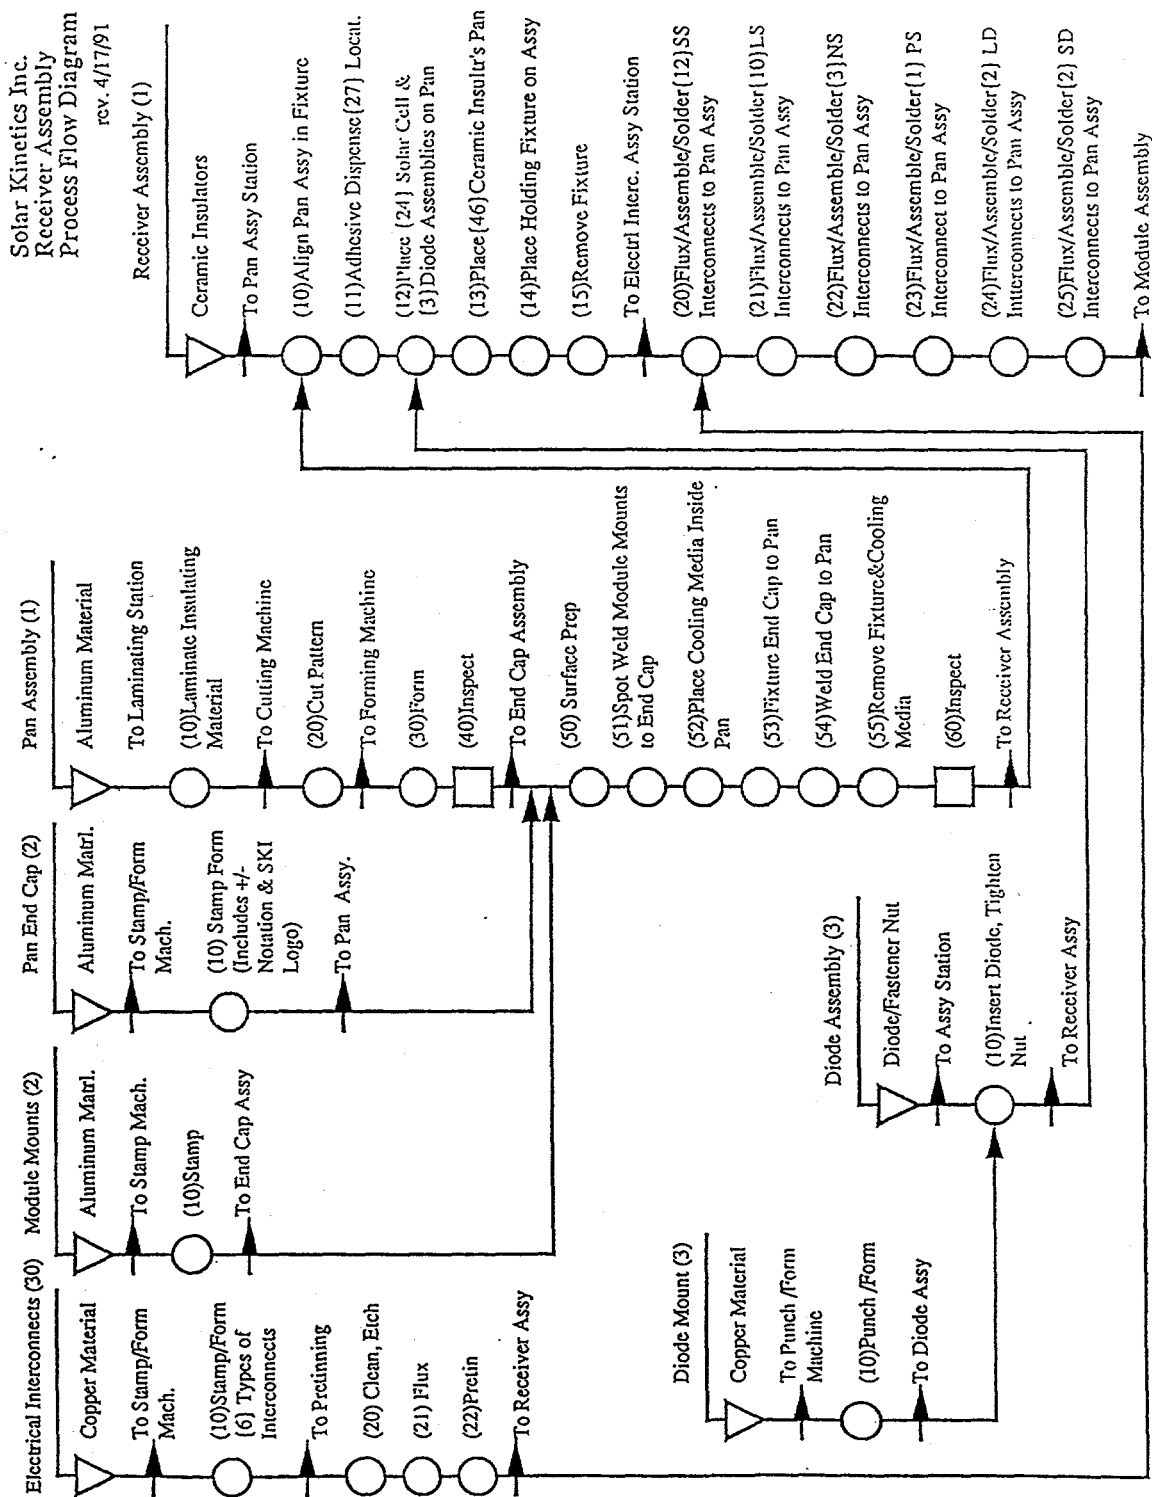 Solar Kinetics Inc.
Receiver Assembly
Process Flow Diagram
rev. 4/17/91
Electrical Interconnects (30)
Copper Material
To Stamp/Form
Mach.
(10)Stamp/Form
{6} Types of
Interconnects
To Pretinning
(20) Clean, Etch
(21) Flux
(22)Pretin
To Receiver Assy
Module Mounts (2)
Aluminum Matrl.
To Stamp Mach.
(10)Stamp
To End Cap Assy
Pan End Cap (2)
Aluminum Matrl.
To Stamp/Form
Mach.
(10) Stamp Form
(Includes +/-
Notation & SKI
Logo)
To Pan Assy.
Pan Assembly (1)
Aluminum Material
To Laminating Station
(10)Laminate Insulating
Material
To Cutting Machine
(20)Cut Pattern
To Forming Machine
(30)Form
(40)Inspect
To End Cap Assembly
(50) Surface Prep
(51)Spot Weld Module Mounts
to End Cap
(52)Place Cooling Media Inside
Pan
(53)Fixture End Cap to Pan
(54)Weld End Cap to Pan
(55)Remove Fixture&Cooling
Media
(60)Inspect
To Receiver Assembly
Receiver Assembly (1)
Ceramic Insulators
To Pan Assy Station
(10)Align Pan Assy in Fixture
(11)Adhesive Dispense{27} Locat.
(12)Place {24} Solar Cell &
{3}Diode Assemblies on Pan
(13)Place{46}Ceramic Insultr's Pan
(14)Place Holding Fixture on Assy
(15)Remove Fixture
To Electrl Interc. Assy Station
(20)Flux/Assemble/Solder{12}SS
Interconnects to Pan Assy
(21)Flux/Assemble/Solder{10}LS
Interconnects to Pan Assy
(22)Flux/Assemble/Solder{3}NS
Interconnects to Pan Assy
(23)Flux/Assemble/Solder{1} PS
Interconnect to Pan Assy
(24)Flux/Assemble/Solder{2} LD
Interconnects to Pan Assy
(25)Flux/Assemble/Solder{2} SD
Interconnects to Pan Assy
To Module Assembly
Diode Mount (3)
Copper Material
To Punch /Form
Machine
(10)Punch /Form
To Diode Assy
Diode Assembly (3)
Diode/Fastener Nut
To Assy Station
(10)Insert Diode, Tighten
Nut
To Receiver Assy